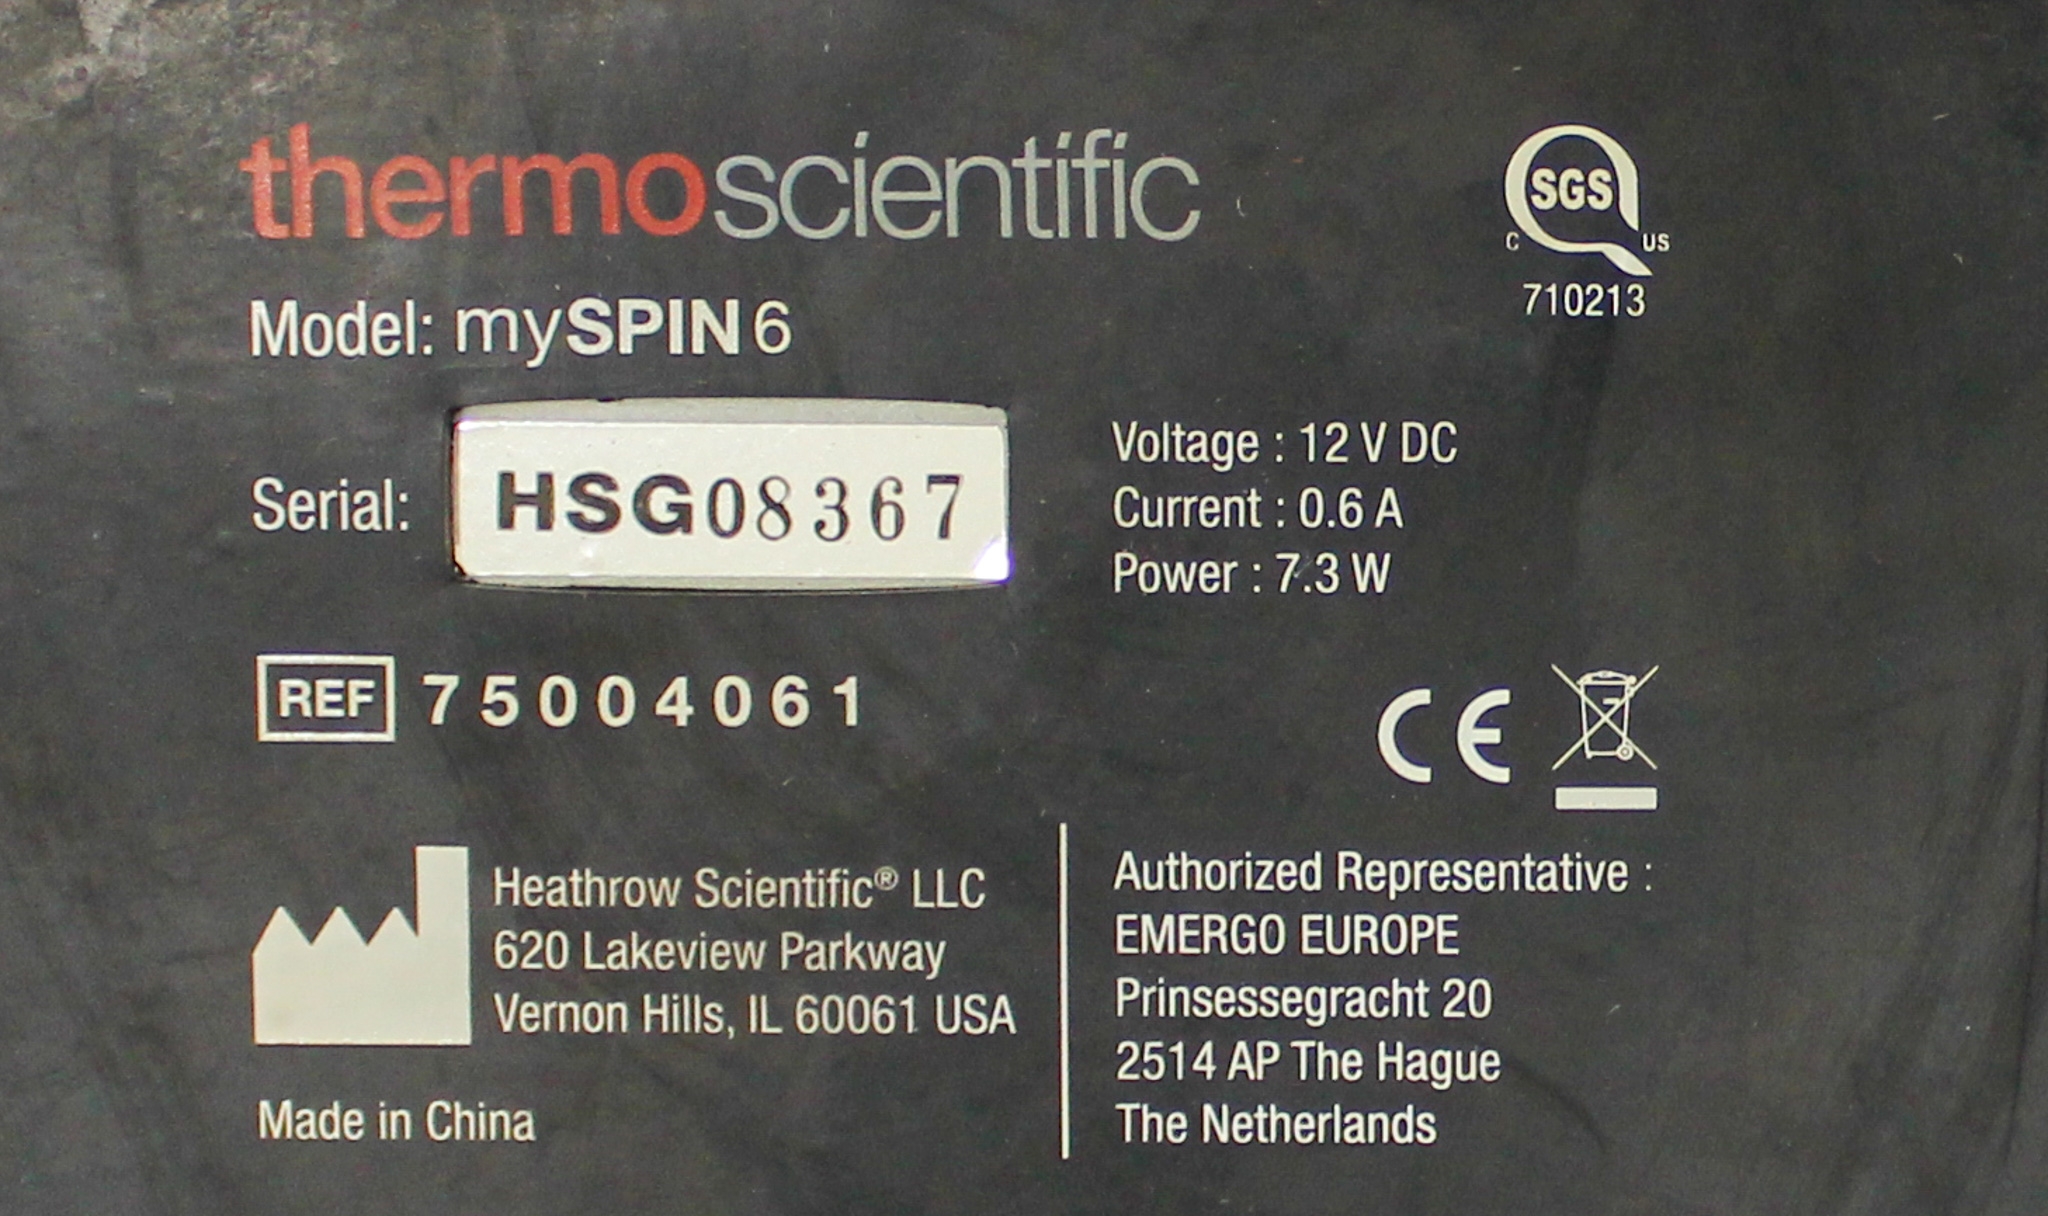 thermoscientific
SGS
C US
710213
Model: mySPIN 6
Serial: HSG08367
Voltage : 12 V DC
Current : 0.6 A
Power : 7.3 W
REF 75004061
CE
Heathrow Scientific® LLC
620 Lakeview Parkway
Vernon Hills, IL 60061 USA
Made in China
Authorized Representative :
EMERGO EUROPE
Prinsessegracht 20
2514 AP The Hague
The Netherlands